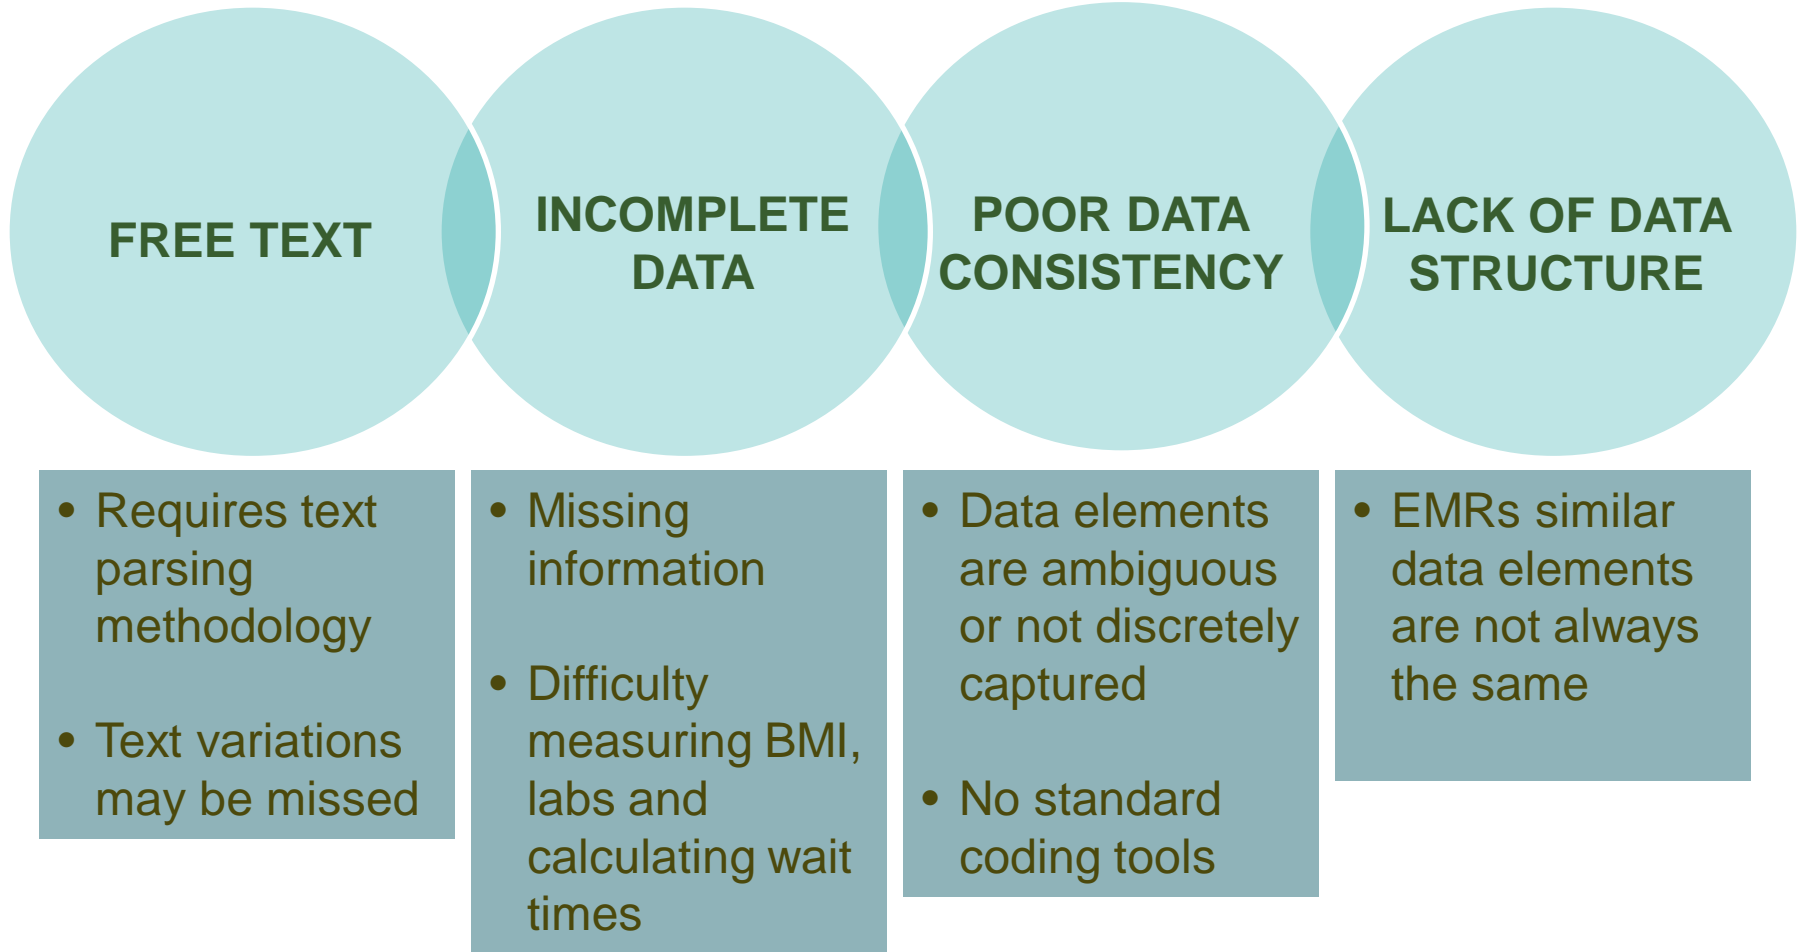 FREE TEXT
INCOMPLETE
DATA
POOR DATA
CONSISTENCY
LACK OF DATA
STRUCTURE
• Requires text
parsing
methodology
• Text variations
may be missed
• Missing
information
• Difficulty
measuring BMI,
labs and
calculating wait
times
• Data elements
are ambiguous
or not discretely
captured
• No standard
coding tools
• EMRs similar
data elements
are not always
the same